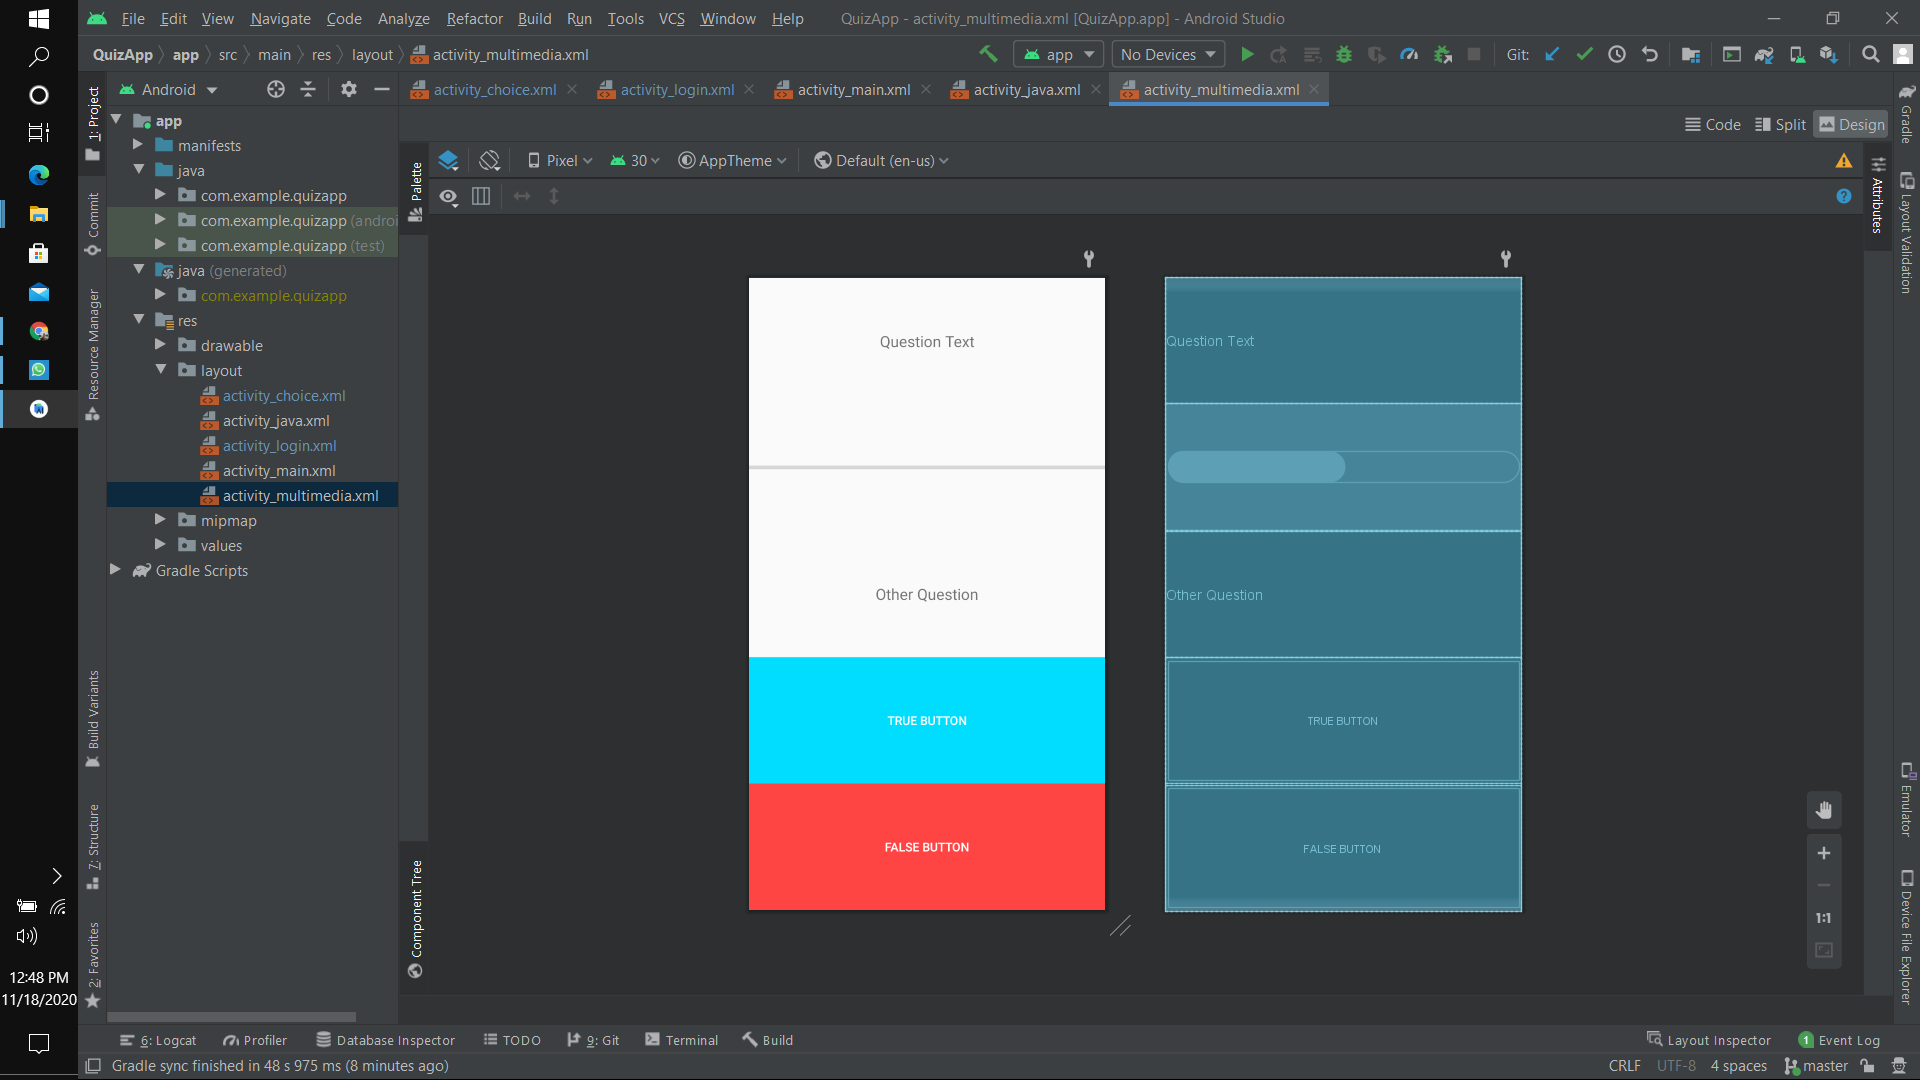 File Edit View Navigate Code Analyze Refactor Build Run Tools VCS Window Help QuizApp - activity_multimedia.xml [QuizApp.app] - Android Studio
QuizApp app src main res layout activity_multimedia.xml app No Devices Git:
Android activity_choice.xml activity_login.xml activity_main.xml activity_java.xml activity_multimedia.xml
Code Split Design
Pixel 30 AppTheme Default (en-us)
1: Project
Commit
Resource Manager
Build Variants
7: Structure
2: Favorites
app
manifests
java
com.example.quizapp
com.example.quizapp (androi
com.example.quizapp (test)
java (generated)
com.example.quizapp
res
drawable
layout
activity_choice.xml
activity_java.xml
activity_login.xml
activity_main.xml
activity_multimedia.xml
mipmap
values
Gradle Scripts
Palette
Component Tree
Question Text
Other Question
TRUE BUTTON
FALSE BUTTON
Question Text
Other Question
TRUE BUTTON
FALSE BUTTON
1:1
Attributes
Gradle
Layout Validation
Emulator
Device File Explorer
12:48 PM
11/18/2020
6: Logcat Profiler Database Inspector TODO 9: Git Terminal Build Layout Inspector 1 Event Log
Gradle sync finished in 48 s 975 ms (8 minutes ago) CRLF UTF-8 4 spaces master